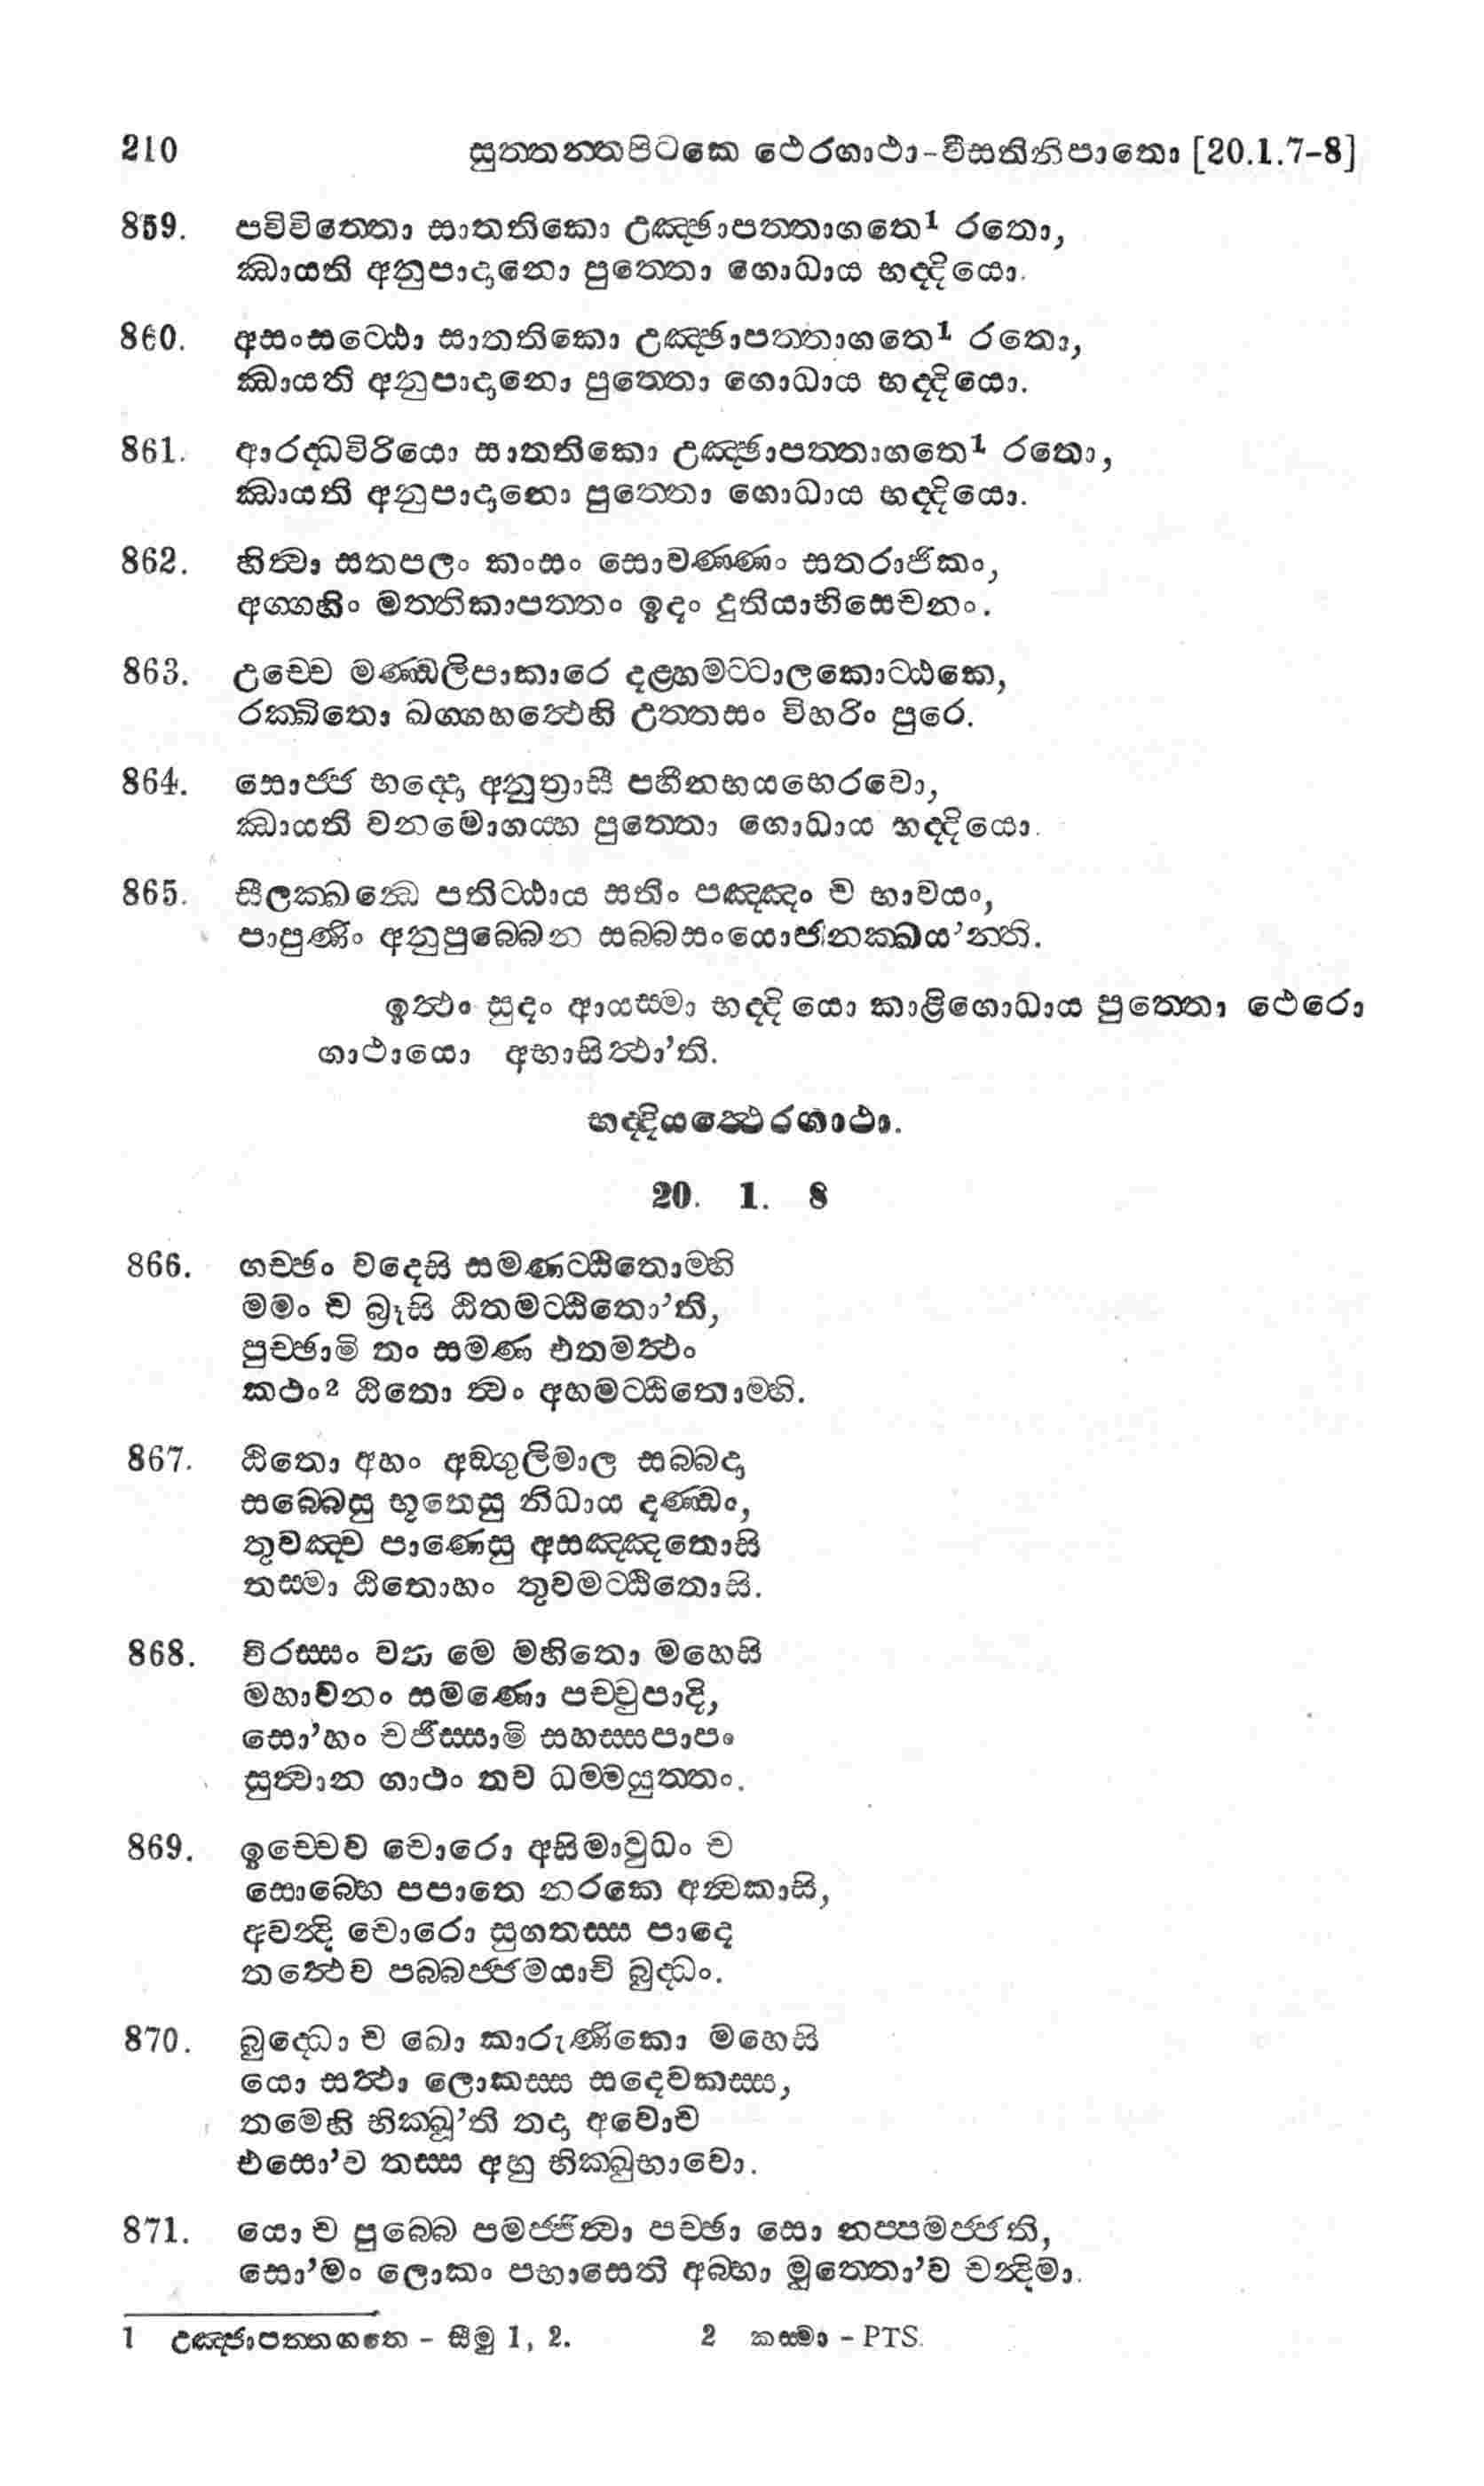 210 සුත්තන්තපිටකෙ ථෙරගාථා-වීසතිනිපාතො [20.1.7-8]
859. පවිවිත්තො සාතතිකො උඤ්ඡාපත්තාගතෙ1 රතො,
ඣායති අනුපාදානො පුත්තො ගොධාය භද්දියො.
860. අසංසට්ඨො සාතතිකො උඤ්ඡාපත්තාගතෙ1 රතො,
ඣායති අනුපාදානො පුත්තො ගොධාය භද්දියො.
861. ආරද්ධවිරියො සාතතිකො උඤ්ඡාපත්තාගතෙ1 රතො,
ඣායති අනුපාදානො පුත්තො ගොධාය භද්දියො.
862. හිත්වා සතපලං කංසං සොවණ්ණං සතරාජිකං,
අග්ගහිං මත්තිකාපත්තං ඉදං දුතියාභිසෙචනං.
863. උච්චෙ මණ්ඩලිපාකාරෙ දළ්හමට්ටාලකොට්ඨකෙ,
රක්ඛිතො ඛග්ගහත්ථෙහි උත්තසං විහරිං පුරෙ.
864. සොජ්ජ භද්දො අනුත්‍රාසී පහීනභයභෙරවො,
ඣායති වනමොගය්හ පුත්තො ගොධාය භද්දියො.
865. සීලක්ඛන්ධෙ පතිට්ඨාය සතිං පඤ්ඤං ච භාවයං,
පාපුණිං අනුපුබ්බෙන සබ්බසංයොජනක්ඛය’න්ති.
ඉත්ථං සුදං ආයස්මා භද්දියො කාළිගොධාය පුත්තො ථෙරො
ගාථායො අභාසිත්ථා’ති.
භද්දියත්ථෙරගාථා.
20. 1. 8
866. ගච්ඡං වදෙසි සමණට්ඨිතොම්හි
මමං ච බ්‍රූසි ඨිතමට්ඨිතො’ති,
පුච්ඡාමි තං සමණ එතමත්ථං
කථං2 ඨිතො ත්වං අහමට්ඨිතොම්හි.
867. ඨිතො අහං අඞ්ගුලිමාල සබ්බදා
සබ්බෙසු භූතෙසු නිධාය දණ්ඩං,
තුවඤ්ච පාණෙසු අසඤ්ඤතොසි
තස්මා ඨිතොහං තුවමට්ඨිතොසි.
868. චිරස්සං වත මෙ මහිතො මහෙසි
මහාවනං සමණො පච්චුපාදි,
සො’හං චජිස්සාමි සහස්සපාපං
සුත්වාන ගාථං තව ධම්මයුත්තං.
869. ඉච්චෙව චොරො අසිමාවුධං ච
සොබ්භෙ පපාතෙ නරකෙ අන්වකාසි,
අවන්දි චොරො සුගතස්ස පාදෙ
තත්ථෙව පබ්බජ්ජමයාචි බුද්ධං.
870. බුද්ධො ච ඛො කාරුණිකො මහෙසි
යො සත්ථා ලොකස්ස සදෙවකස්ස,
තමෙහි භික්ඛූ’ති තදා අවොච
එසො’ව තස්ස අහු භික්ඛුභාවො.
871. යො ච පුබ්බෙ පමජ්ජිත්වා පච්ඡා සො නප්පමජ්ජති,
සො’මං ලොකං පභාසෙති අබ්භා මුත්තො’ව චන්දිමා.
1 උඤ්ජාපත්තගතෙ - සීමු 1, 2. 2 කස්මා - PTS.